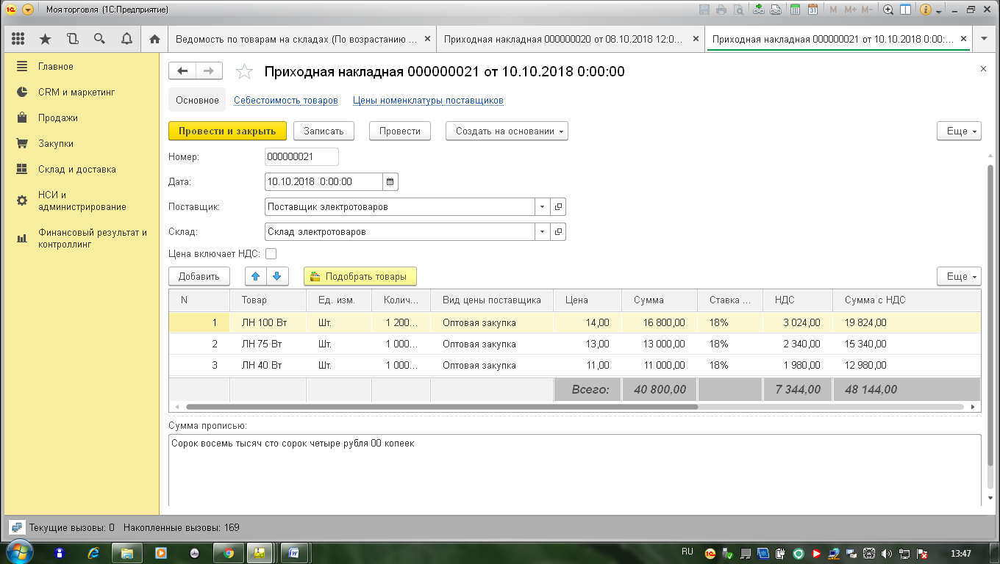 Моя торговля (1С:Предприятие)
M M+ M-
Ведомость по товарам на складах (По возрастанию ...
Приходная накладная 000000020 от 08.10.2018 12:0...
Приходная накладная 000000021 от 10.10.2018 0:00:...
Главное
CRM и маркетинг
Продажи
Закупки
Склад и доставка
НСИ и
администрирование
Финансовый результат и
контроллинг
Приходная накладная 000000021 от 10.10.2018 0:00:00
Основное Себестоимость товаров Цены номенклатуры поставщиков
Провести и закрыть Записать Провести Создать на основании Еще
Номер: 000000021
Дата: 10.10.2018 0:00:00
Поставщик: Поставщик электротоваров
Склад: Склад электротоваров
Цена включает НДС:
Добавить Подобрать товары Еще
N Товар Ед. изм. Колич... Вид цены поставщика Цена Сумма Ставка ... НДС Сумма с НДС
1 ЛН 100 Вт Шт. 1 200... Оптовая закупка 14,00 16 800,00 18% 3 024,00 19 824,00
2 ЛН 75 Вт Шт. 1 000... Оптовая закупка 13,00 13 000,00 18% 2 340,00 15 340,00
3 ЛН 40 Вт Шт. 1 000... Оптовая закупка 11,00 11 000,00 18% 1 980,00 12 980,00
Всего: 40 800,00 7 344,00 48 144,00
Сумма прописью:
Сорок восемь тысяч сто сорок четыре рубля 00 копеек
Текущие вызовы: 0 Накопленные вызовы: 169
RU 13:47